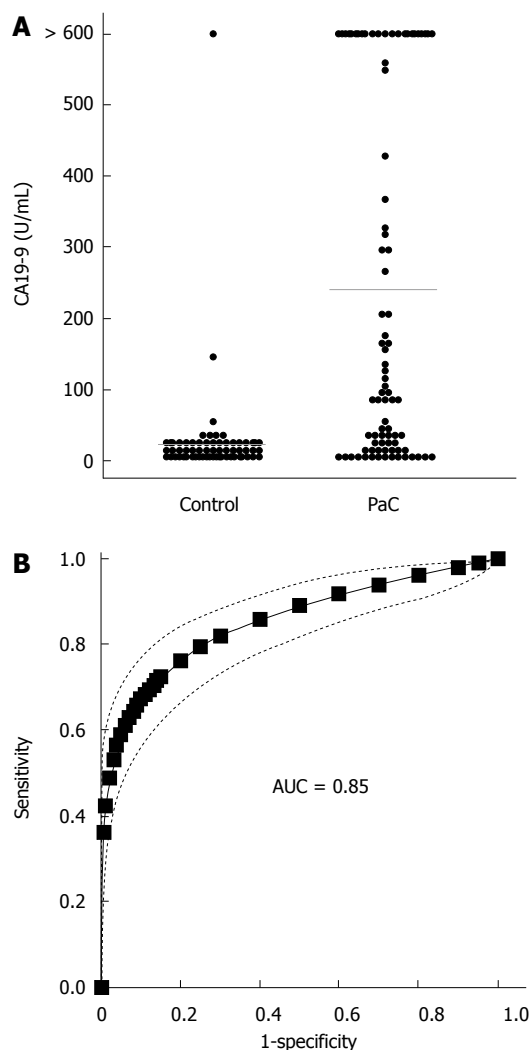 A
> 600
500
400
300
200
100
0
CA19-9 (U/mL)
Control PaC
B
1.0
0.8
0.6
0.4
0.2
0.0
Sensitivity
AUC = 0.85
0 0.2 0.4 0.6 0.8 1.0
1-specificity